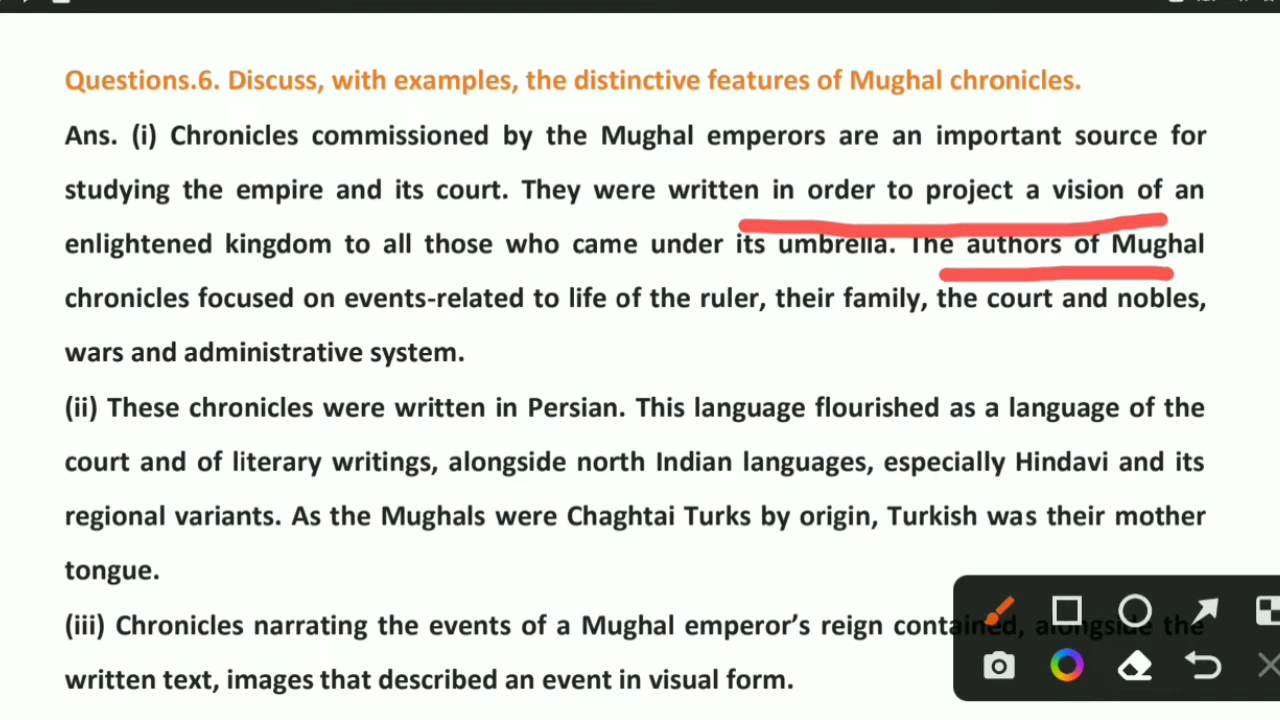 Questions.6. Discuss, with examples, the distinctive features of Mughal chronicles.
Ans. (i) Chronicles commissioned by the Mughal emperors are an important source for
studying the empire and its court. They were written in order to project a vision of an
enlightened kingdom to all those who came under its umbrella. The authors of Mughal
chronicles focused on events-related to life of the ruler, their family, the court and nobles,
wars and administrative system.
(ii) These chronicles were written in Persian. This language flourished as a language of the
court and of literary writings, alongside north Indian languages, especially Hindavi and its
regional variants. As the Mughals were Chaghtai Turks by origin, Turkish was their mother
tongue.
(iii) Chronicles narrating the events of a Mughal emperor’s reign contained, alongside the
written text, images that described an event in visual form.